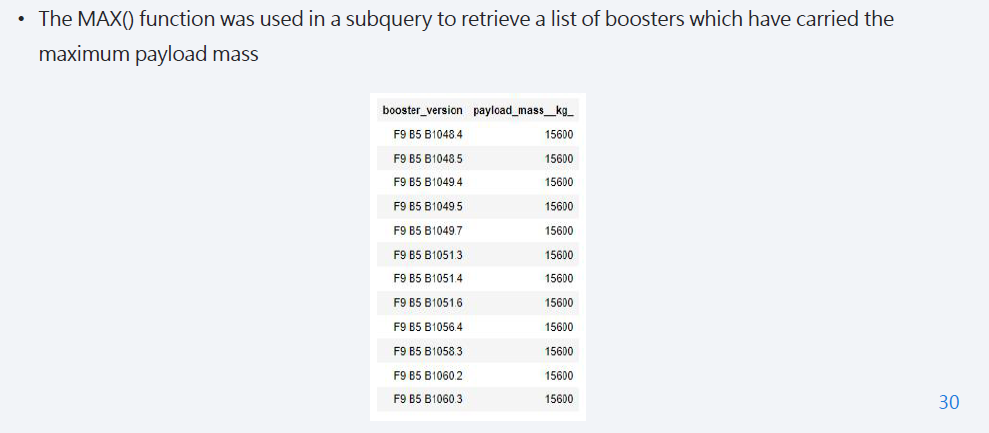 • The MAX() function was used in a subquery to retrieve a list of boosters which have carried the
maximum payload mass
booster_version payload_mass__kg_
F9 B5 B1048.4 15600
F9 B5 B1048.5 15600
F9 B5 B1049.4 15600
F9 B5 B1049.5 15600
F9 B5 B1049.7 15600
F9 B5 B1051.3 15600
F9 B5 B1051.4 15600
F9 B5 B1051.6 15600
F9 B5 B1056.4 15600
F9 B5 B1058.3 15600
F9 B5 B1060.2 15600
F9 B5 B1060.3 15600
30